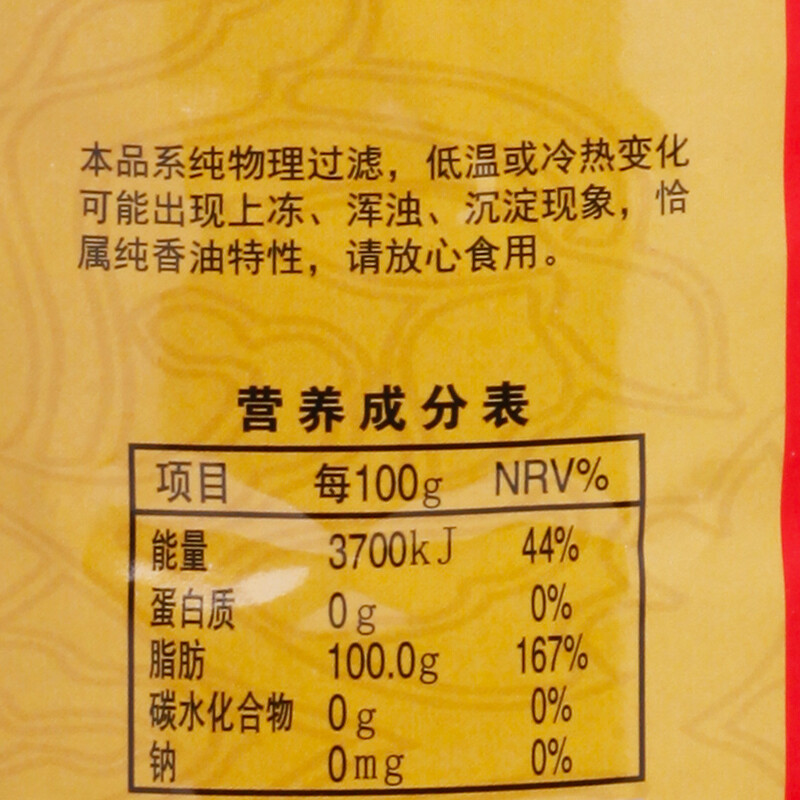 本品系纯物理过滤，低温或冷热变化
可能出现上冻、浑浊、沉淀现象，恰
属纯香油特性，请放心食用。
营养成分表
项目 每100g NRV%
能量 3700kJ 44%
蛋白质 0g 0%
脂肪 100.0g 167%
碳水化合物 0g 0%
钠 0mg 0%